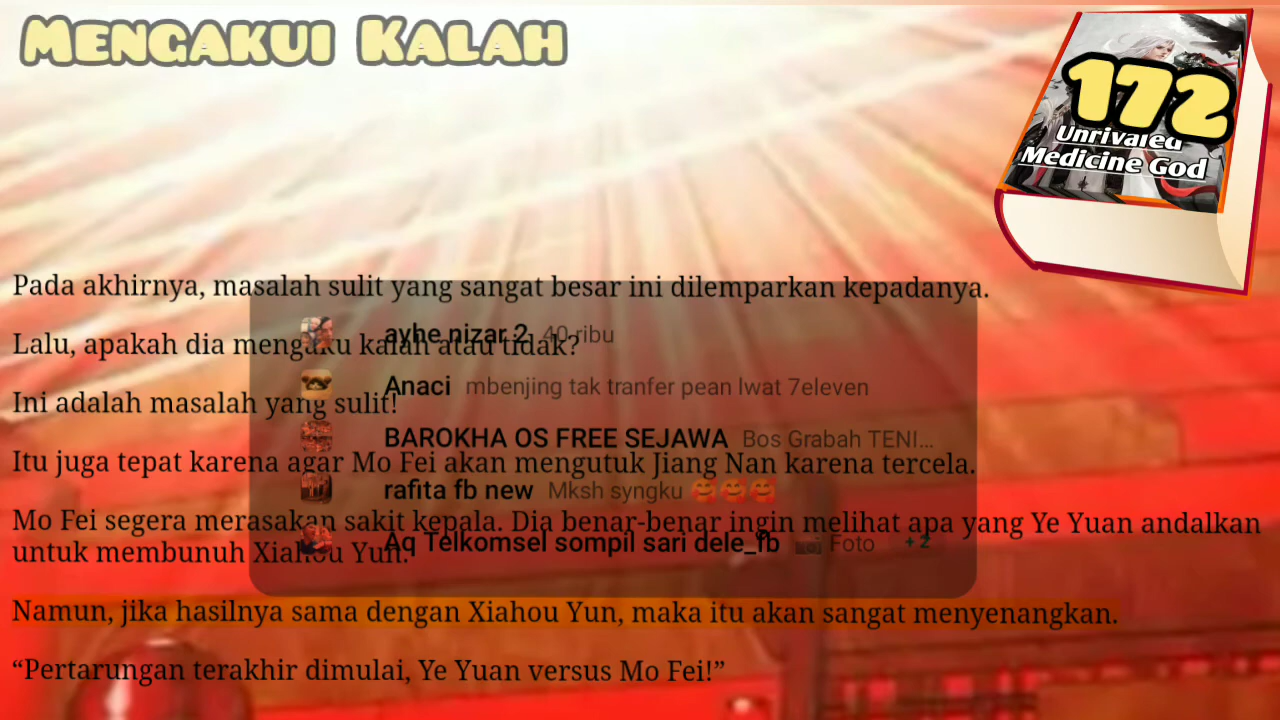 Mengakui Kalah
172
Unrivaled
Medicine God
Pada akhirnya, masalah sulit yang sangat besar ini dilemparkan kepadanya.
ayhe nizar 2 40 ribu
Lalu, apakah dia mengaku kalah atau tidak?
Anaci mbenjing tak tranfer pean lwat 7eleven
Ini adalah masalah yang sulit!
BAROKHA OS FREE SEJAWA Bos Grabah TENI...
Itu juga tepat karena agar Mo Fei akan mengutuk Jiang Nan karena tercela.
rafita fb new Mksh syngku 🥰🥰🥰
Mo Fei segera merasakan sakit kepala. Dia benar-benar ingin melihat apa yang Ye Yuan andalkan
Aq Telkomsel sompil sari dele_fb 📷 Foto +2
untuk membunuh Xiahou Yun.
Namun, jika hasilnya sama dengan Xiahou Yun, maka itu akan sangat menyenangkan.
“Pertarungan terakhir dimulai, Ye Yuan versus Mo Fei!”